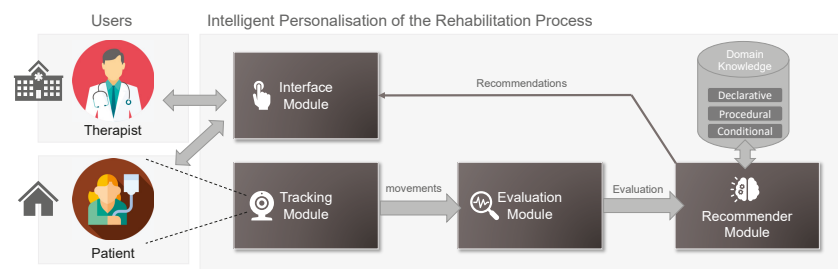 Users
Intelligent Personalisation of the Rehabilitation Process
Therapist
Patient
Interface
Module
Recommendations
Domain
Knowledge
Declarative
Procedural
Conditional
Tracking
Module
movements
Evaluation
Module
Evaluation
Recommender
Module